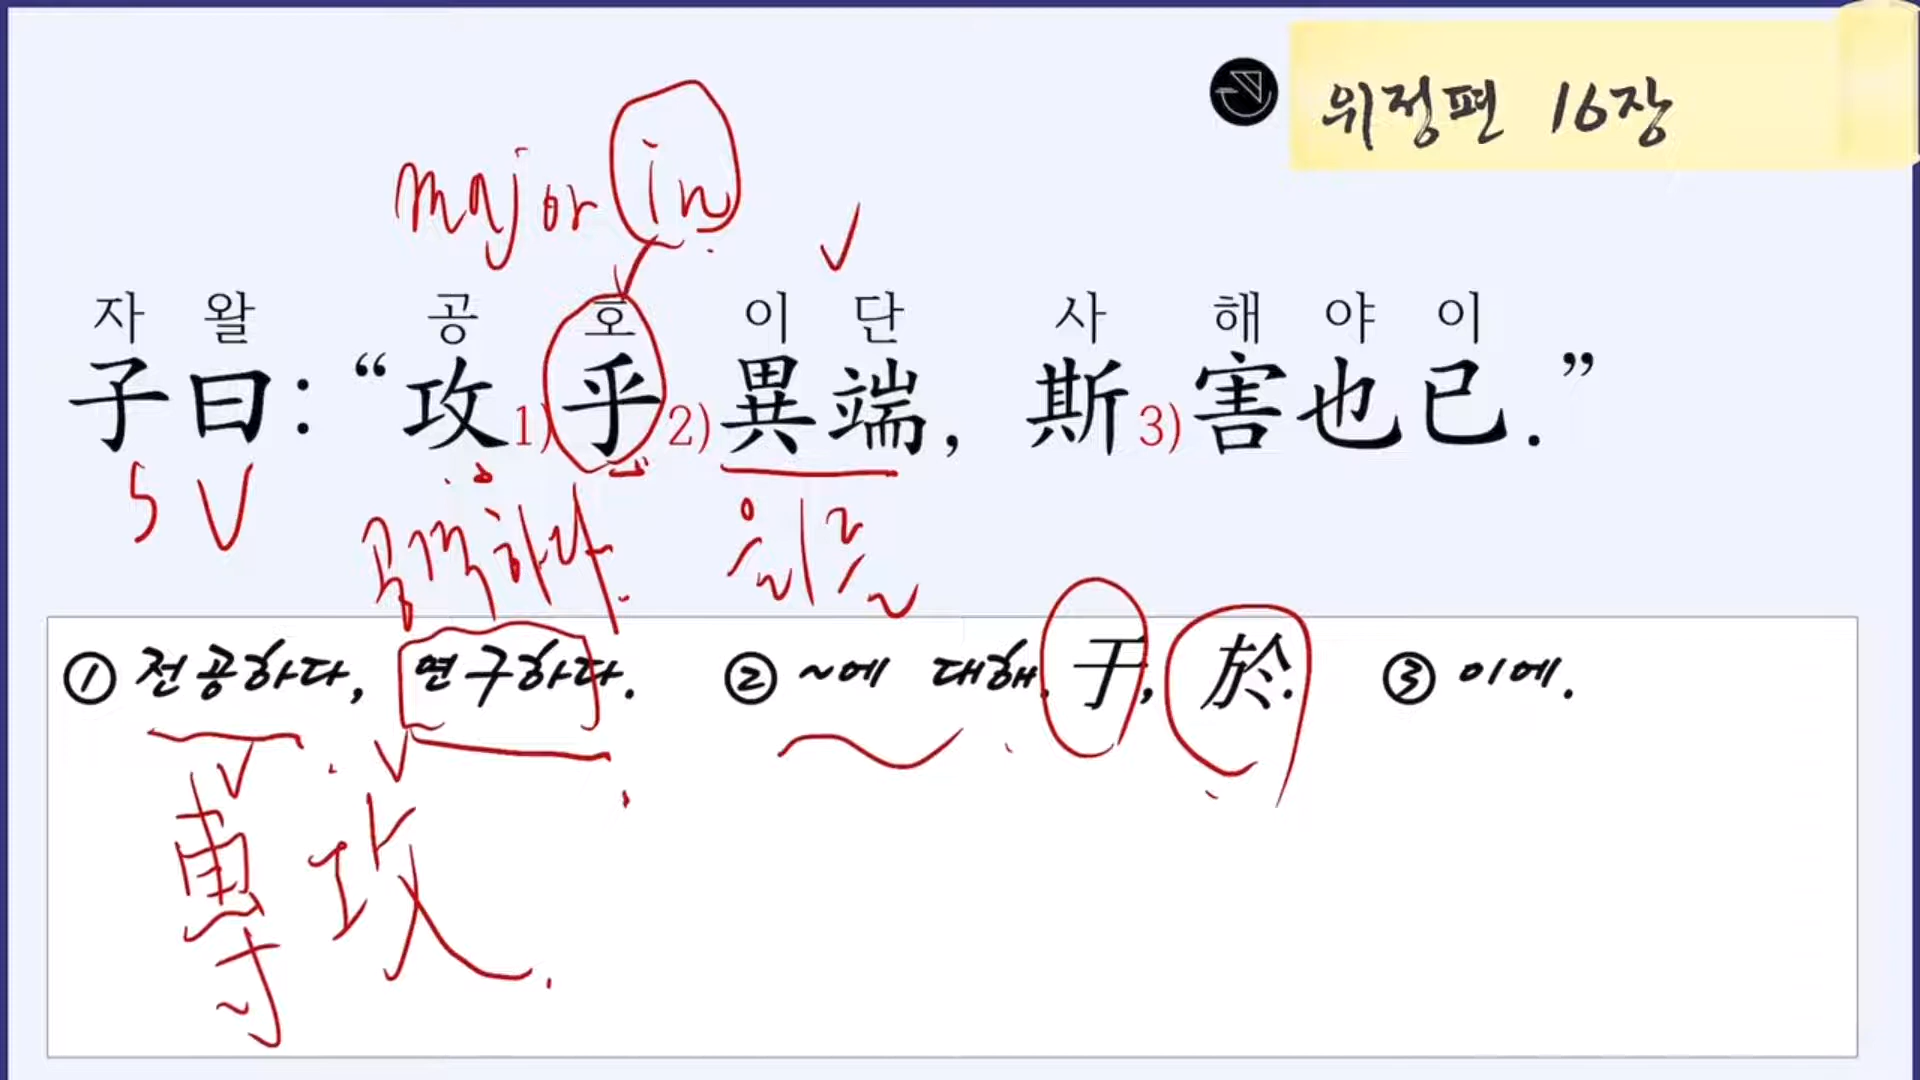 위정편 16장
major in
자 왈 공 호 이 단 사 해 야 이
子曰: “攻1)乎2)異端, 斯3)害也已.”
S V
공격하다.
① 전공하다, 연구하다. ② ~에 대해. 于, 於. ③ 이에.
專攻.